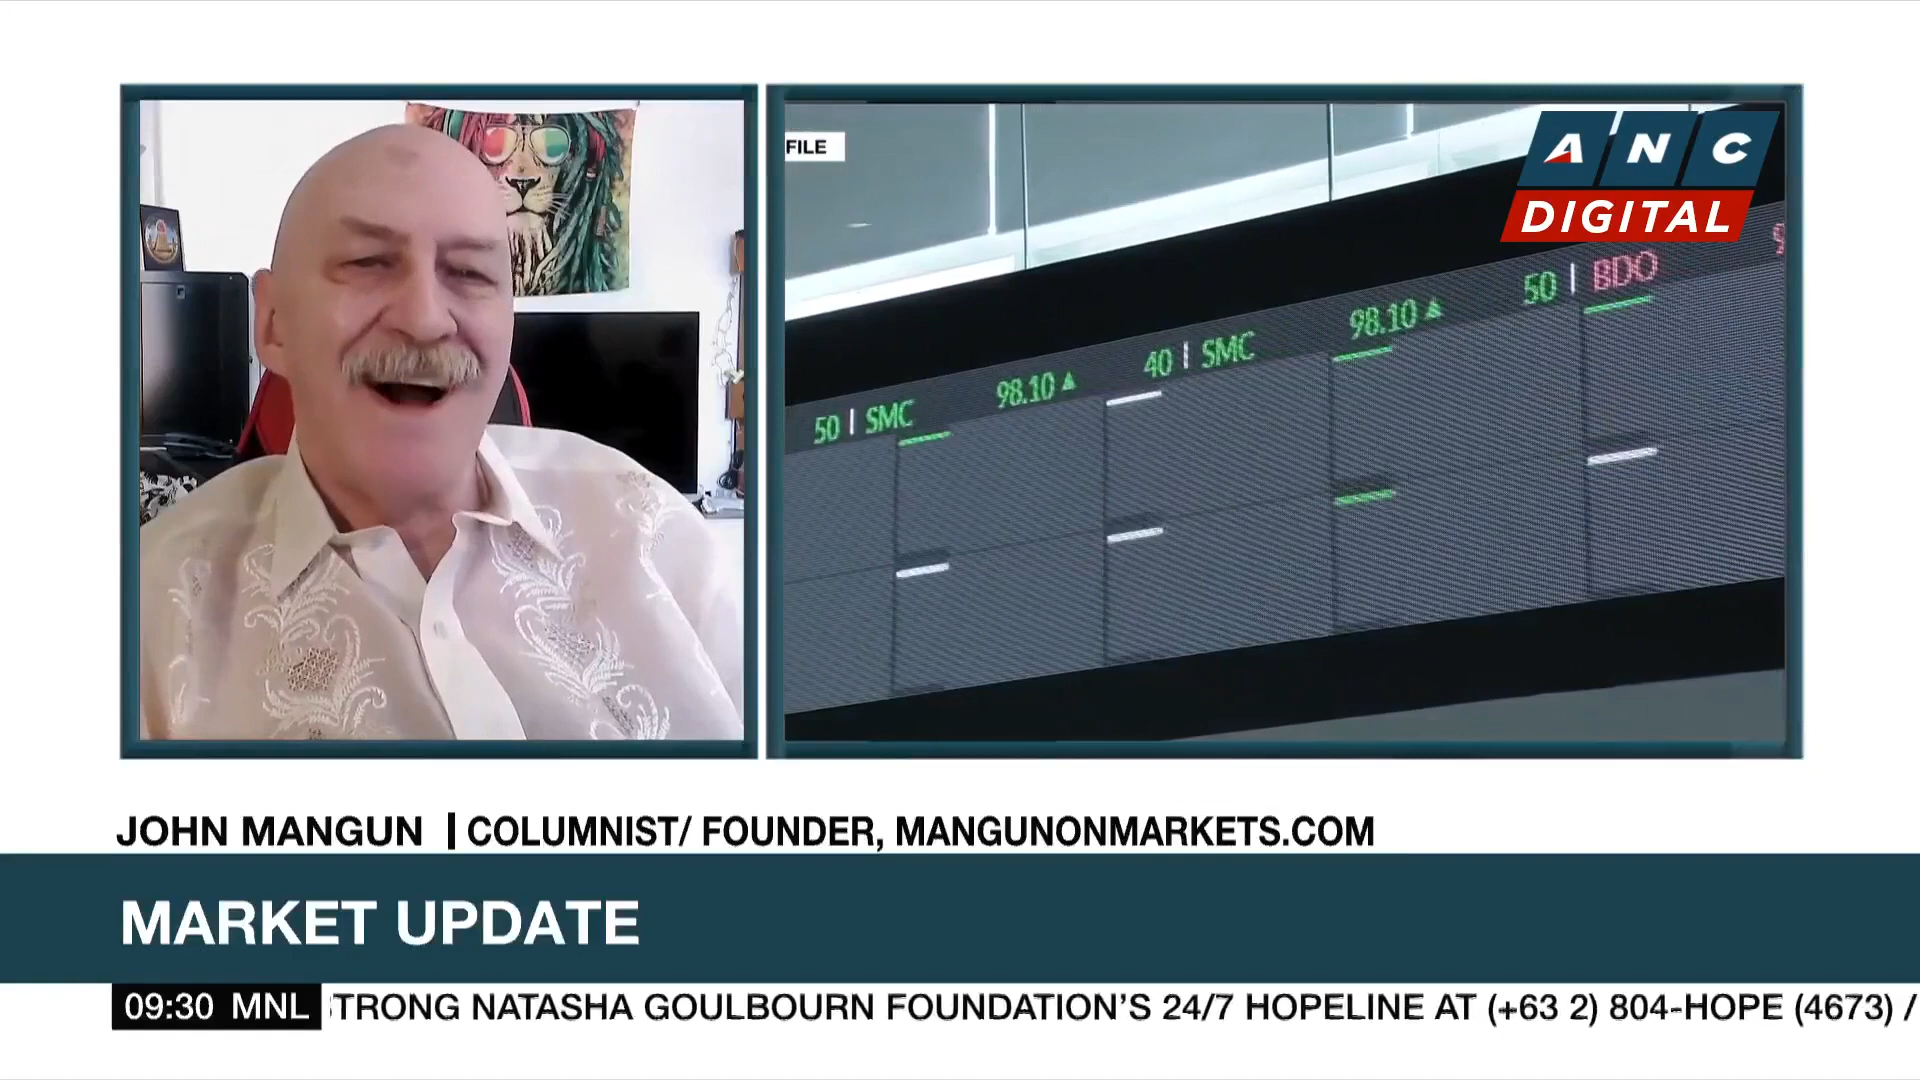 FILE
ANC
DIGITAL
50 | SMC 98.10 ▲ 40 | SMC 98.10 ▲ 50 | BDO 9
JOHN MANGUN | COLUMNIST/ FOUNDER, MANGUNONMARKETS.COM
MARKET UPDATE
09:30 MNL TRONG NATASHA GOULBOURN FOUNDATION'S 24/7 HOPELINE AT (+63 2) 804-HOPE (4673) /